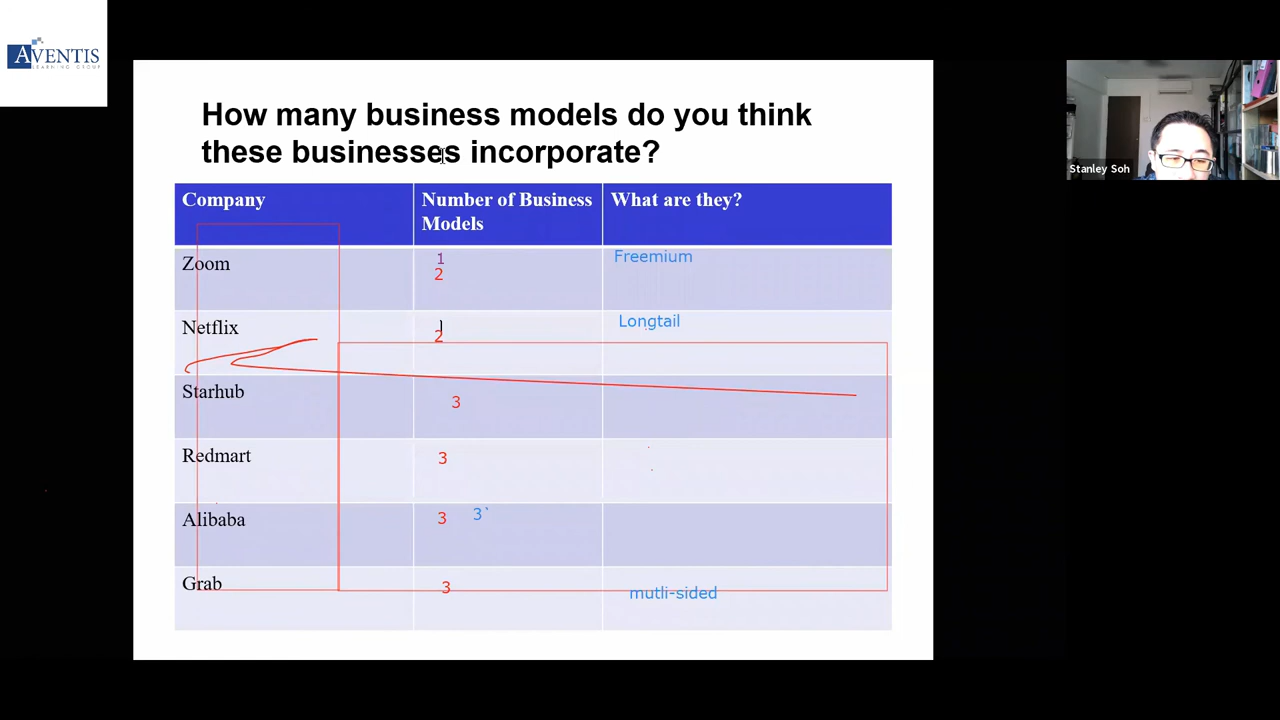 AVENTIS
LEARNING GROUP
How many business models do you think
these businesses incorporate?
Stanley Soh
Company
Number of Business
Models
What are they?
Zoom
1
2
Freemium
Netflix
1
2
Longtail
Starhub
3
Redmart
3
Alibaba
3
3`
Grab
3
mutli-sided